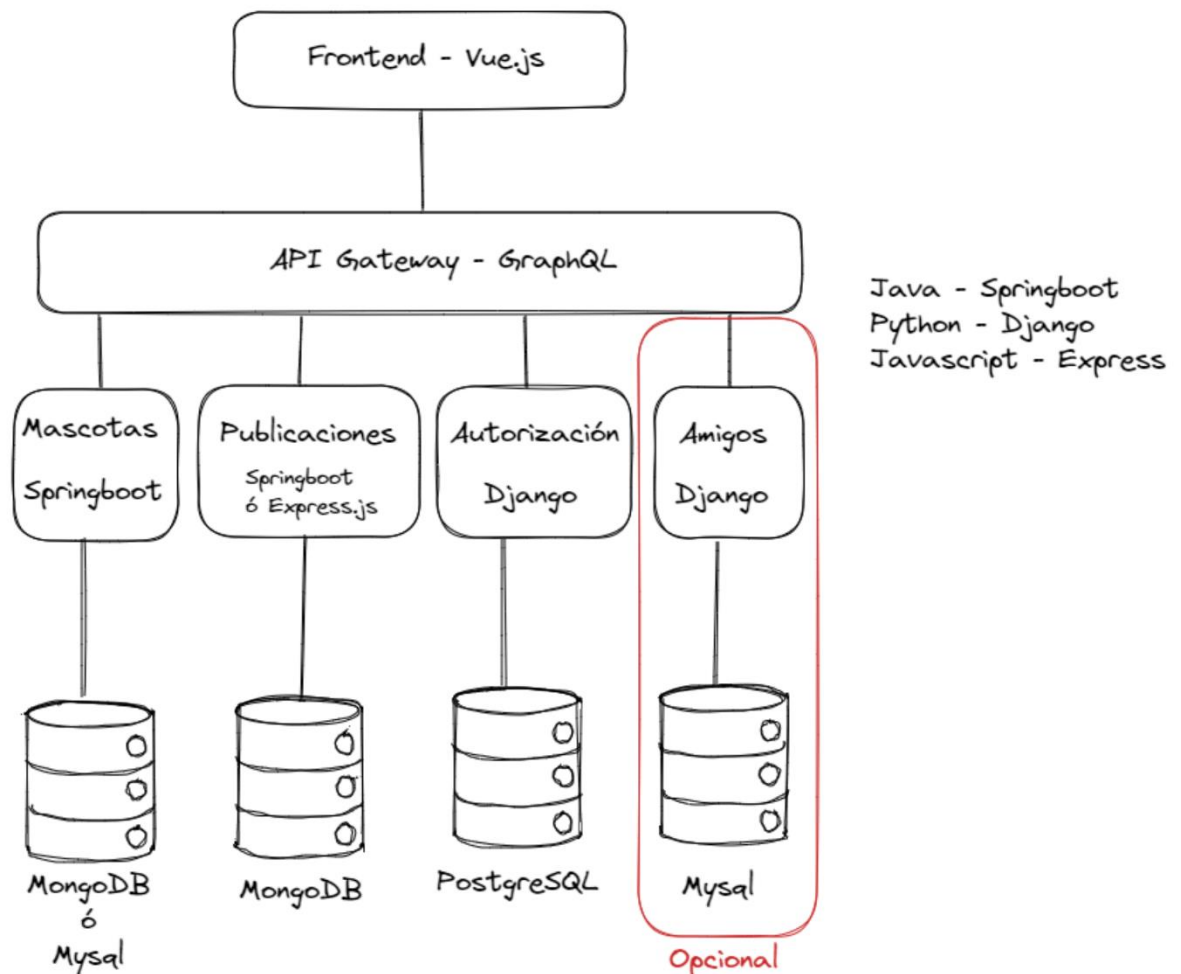 Frontend - Vue.js
API Gateway - GraphQL
Java - Springboot
Python - Django
Javascript - Express
Mascotas
Springboot
Publicaciones
Springboot
ó Express.js
Autorización
Django
Amigos
Django
MongoDB
ó
Mysql
MongoDB
PostgreSQL
Mysql
Opcional